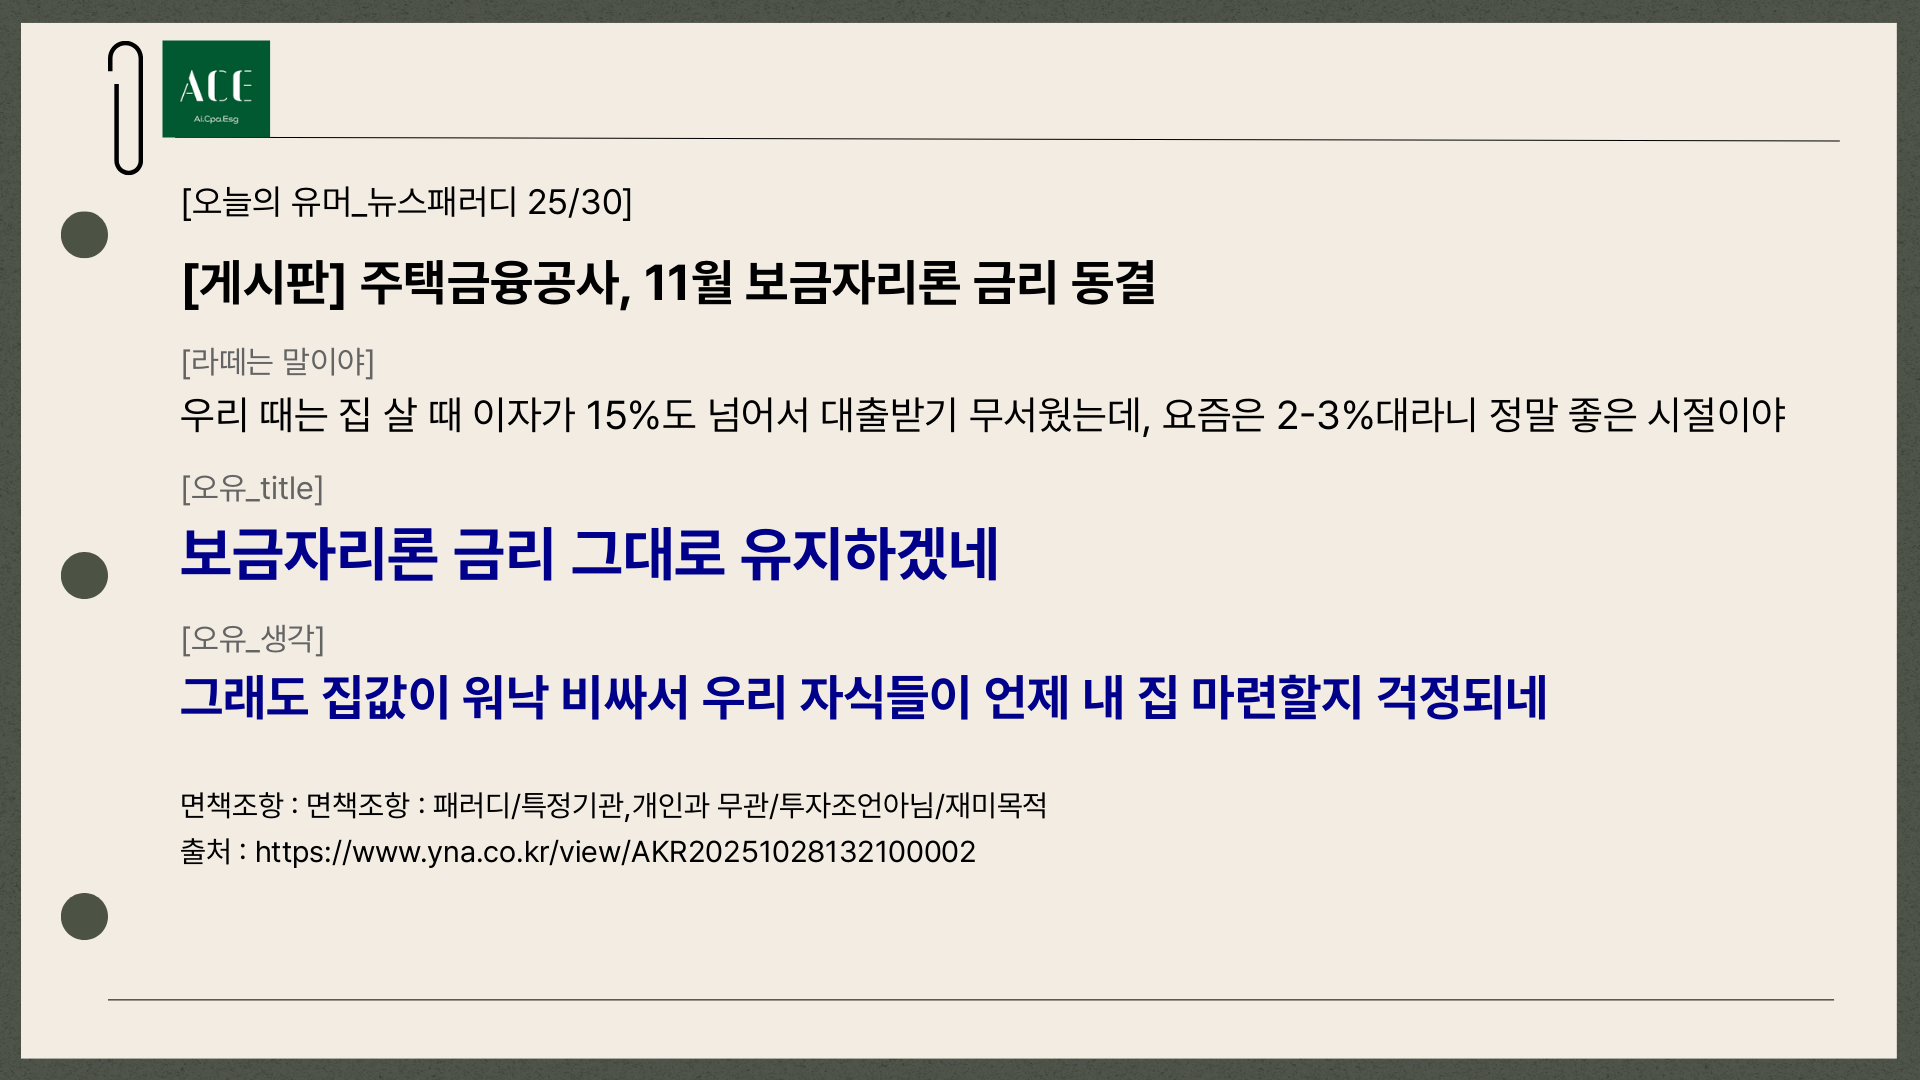 ACE
Ai.Cpa.Esg
[오늘의 유머_뉴스패러디 25/30]
[게시판] 주택금융공사, 11월 보금자리론 금리 동결
[라떼는 말이야]
우리 때는 집 살 때 이자가 15%도 넘어서 대출받기 무서웠는데, 요즘은 2-3%대라니 정말 좋은 시절이야
[오유_title]
보금자리론 금리 그대로 유지하겠네
[오유_생각]
그래도 집값이 워낙 비싸서 우리 자식들이 언제 내 집 마련할지 걱정되네
면책조항 : 면책조항 : 패러디/특정기관,개인과 무관/투자조언아님/재미목적
출처 : https://www.yna.co.kr/view/AKR20251028132100002